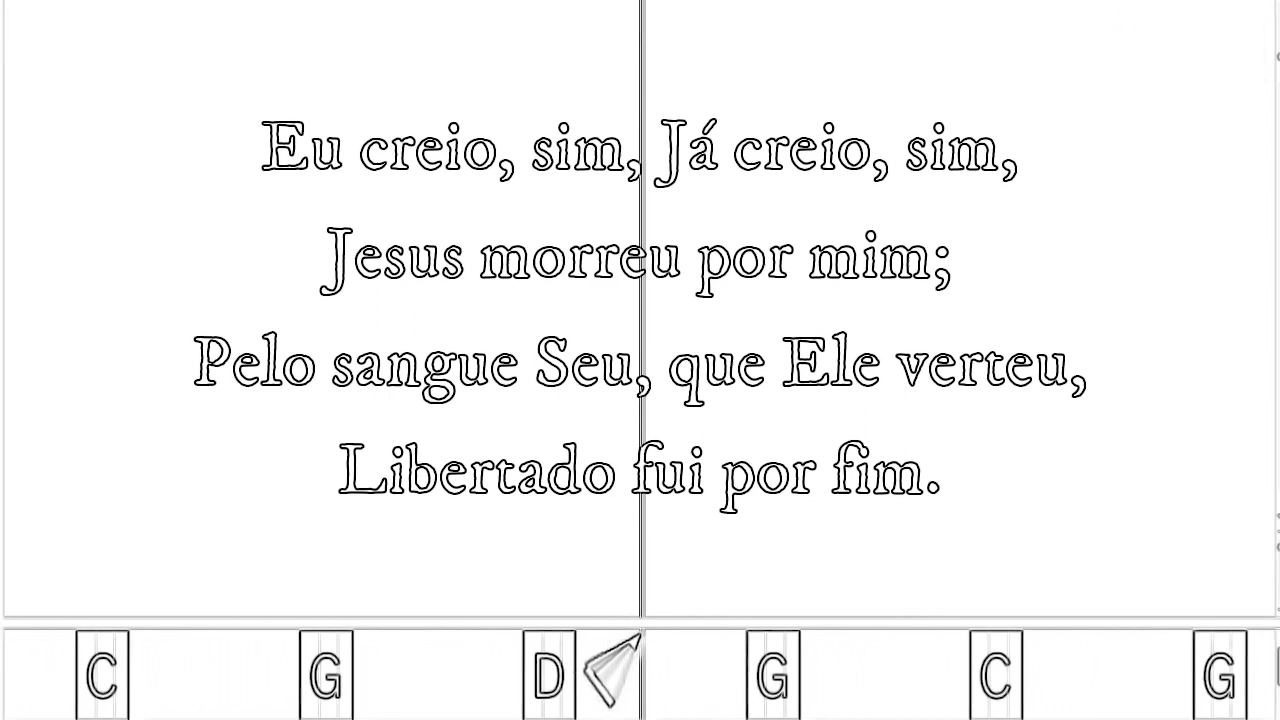 Eu creio, sim, Já creio, sim,
Jesus morreu por mim;
Pelo sangue Seu, que Ele verteu,
Libertado fui por fim.
C G D G C G